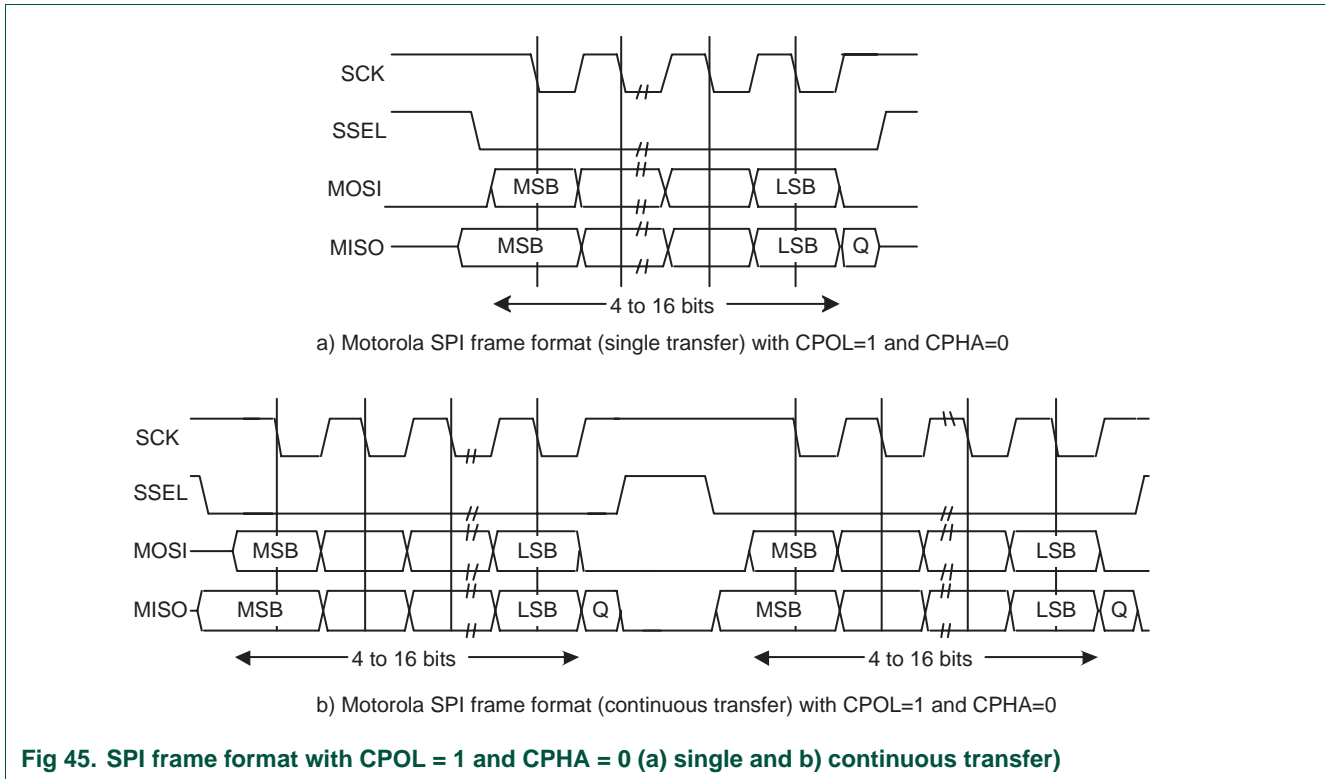 SCK
SSEL
MOSI MSB LSB
MISO MSB LSB Q
4 to 16 bits
a) Motorola SPI frame format (single transfer) with CPOL=1 and CPHA=0
SCK
SSEL
MOSI MSB LSB MSB LSB
MISO MSB LSB Q MSB LSB Q
4 to 16 bits 4 to 16 bits
b) Motorola SPI frame format (continuous transfer) with CPOL=1 and CPHA=0
Fig 45. SPI frame format with CPOL = 1 and CPHA = 0 (a) single and b) continuous transfer)